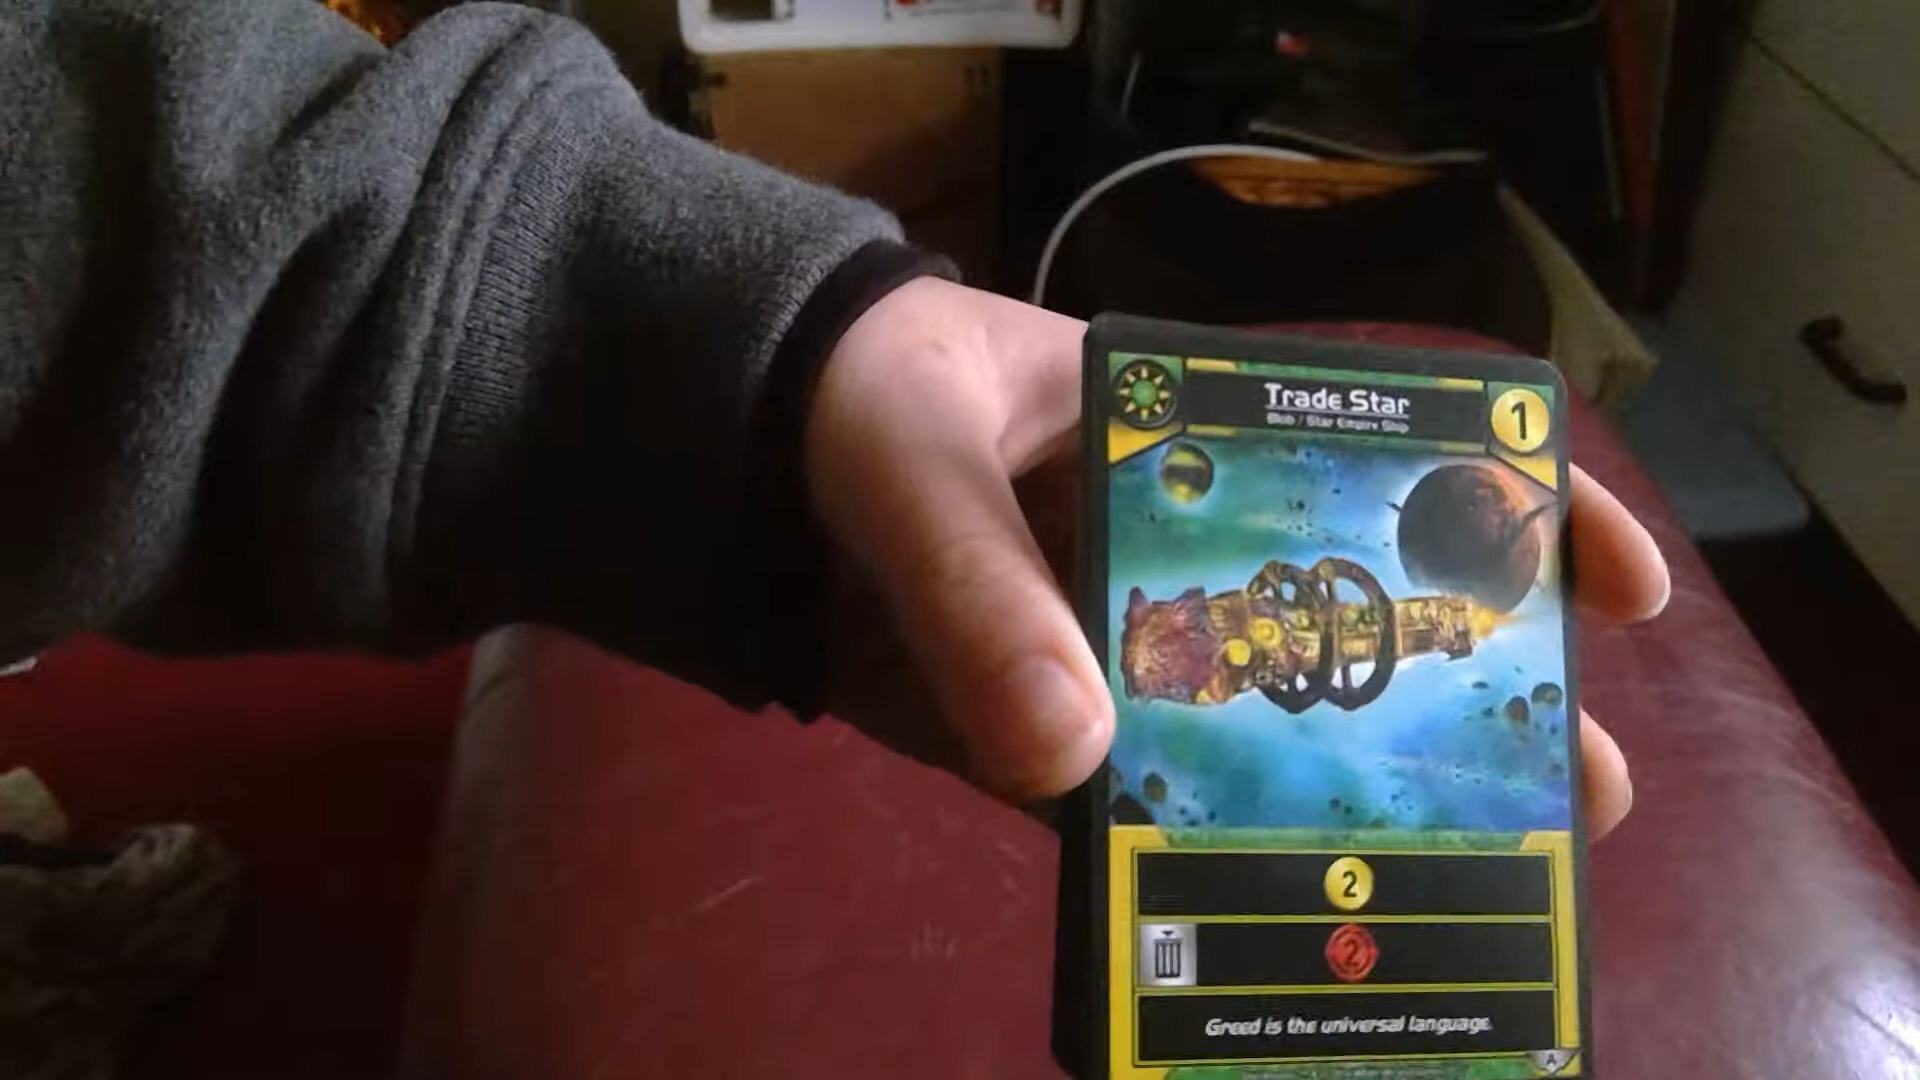 Trade Star
1
Blob / Star Empire Ship
2
2
Greed is the universal language.
A